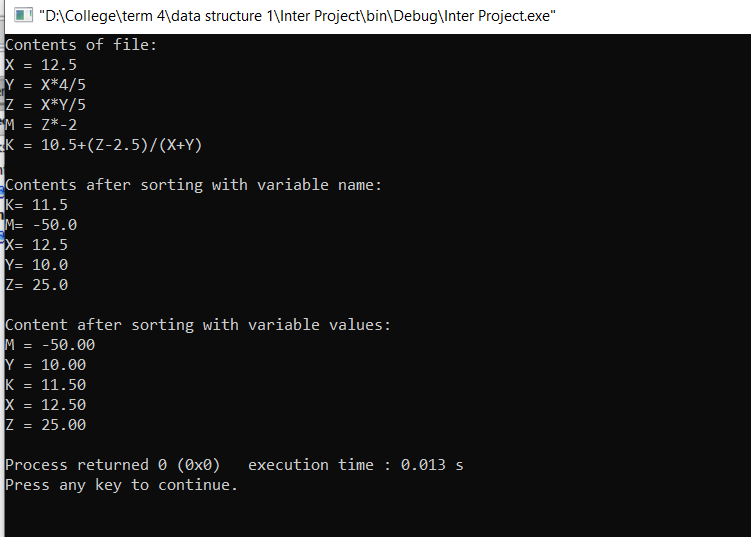 "D:\College\term 4\data structure 1\Inter Project\bin\Debug\Inter Project.exe"
Contents of file:
X = 12.5
Y = X*4/5
Z = X*Y/5
M = Z*-2
K = 10.5+(Z-2.5)/(X+Y)
Contents after sorting with variable name:
K= 11.5
M= -50.0
X= 12.5
Y= 10.0
Z= 25.0
Content after sorting with variable values:
M = -50.00
Y = 10.00
K = 11.50
X = 12.50
Z = 25.00
Process returned 0 (0x0)   execution time : 0.013 s
Press any key to continue.